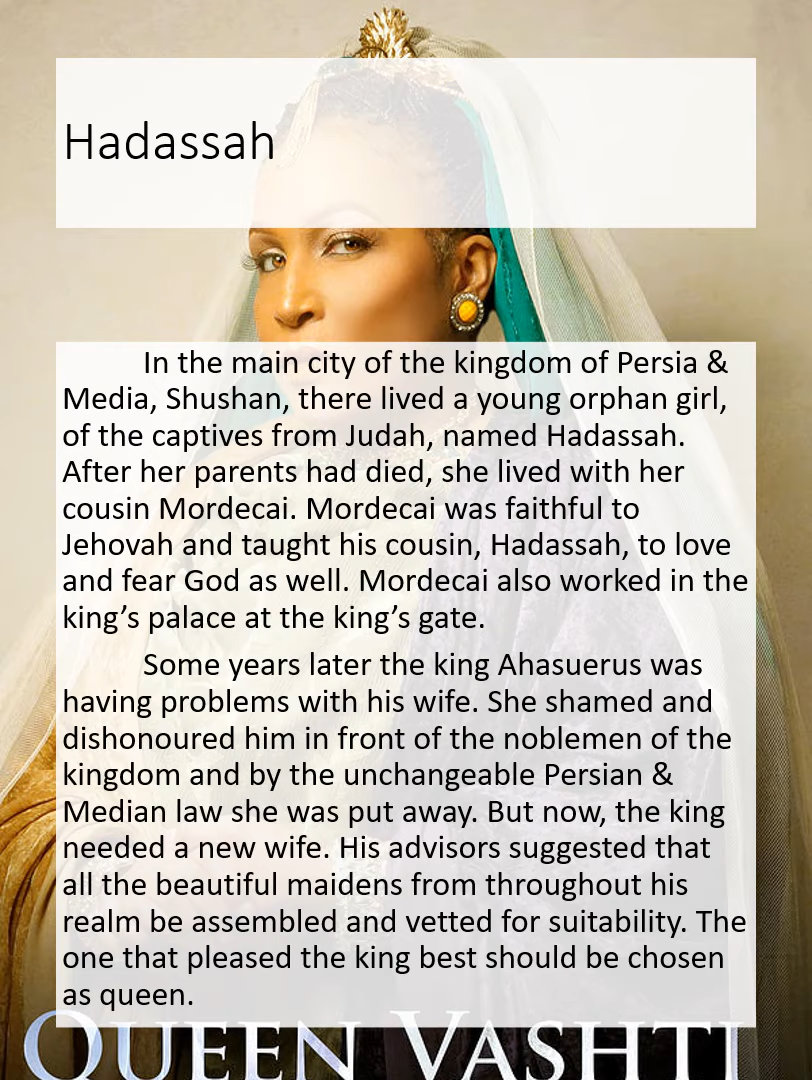 Hadassah
In the main city of the kingdom of Persia &
Media, Shushan, there lived a young orphan girl,
of the captives from Judah, named Hadassah.
After her parents had died, she lived with her
cousin Mordecai. Mordecai was faithful to
Jehovah and taught his cousin, Hadassah, to love
and fear God as well. Mordecai also worked in the
king’s palace at the king’s gate.
Some years later the king Ahasuerus was
having problems with his wife. She shamed and
dishonoured him in front of the noblemen of the
kingdom and by the unchangeable Persian &
Median law she was put away. But now, the king
needed a new wife. His advisors suggested that
all the beautiful maidens from throughout his
realm be assembled and vetted for suitability. The
one that pleased the king best should be chosen
as queen.
QUEEN VASHTI